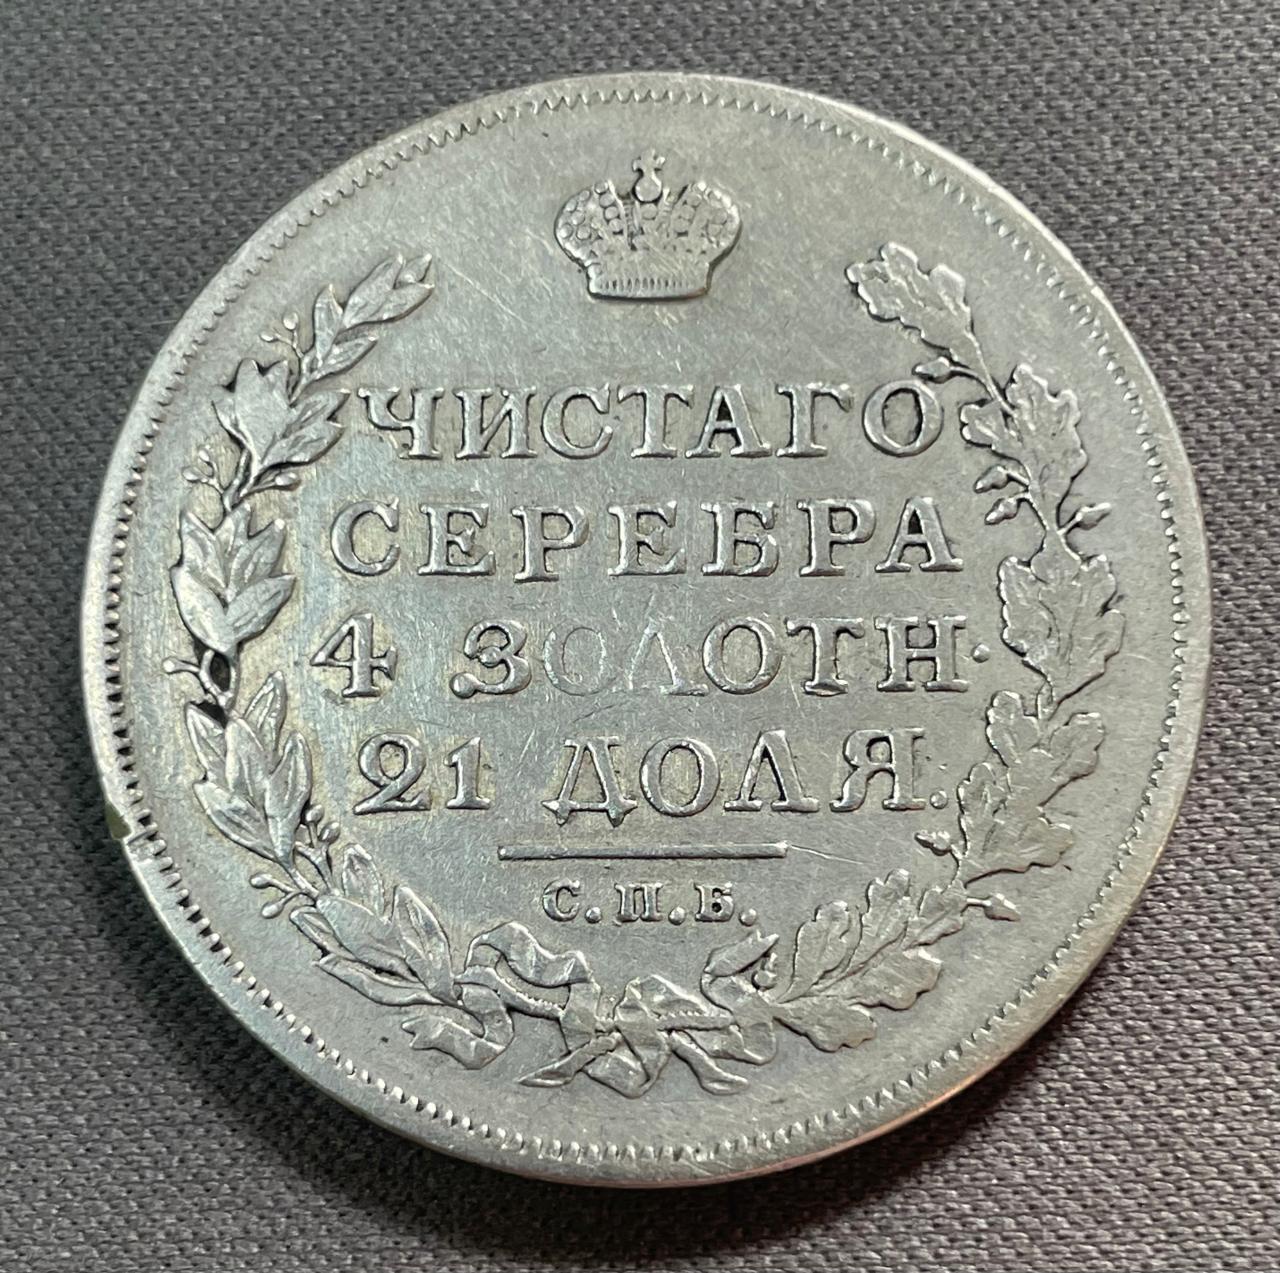 ЧИСТАГО
СЕРЕБРА
4 ЗОЛОТН.
21 ДОЛЯ.
С.П.Б.